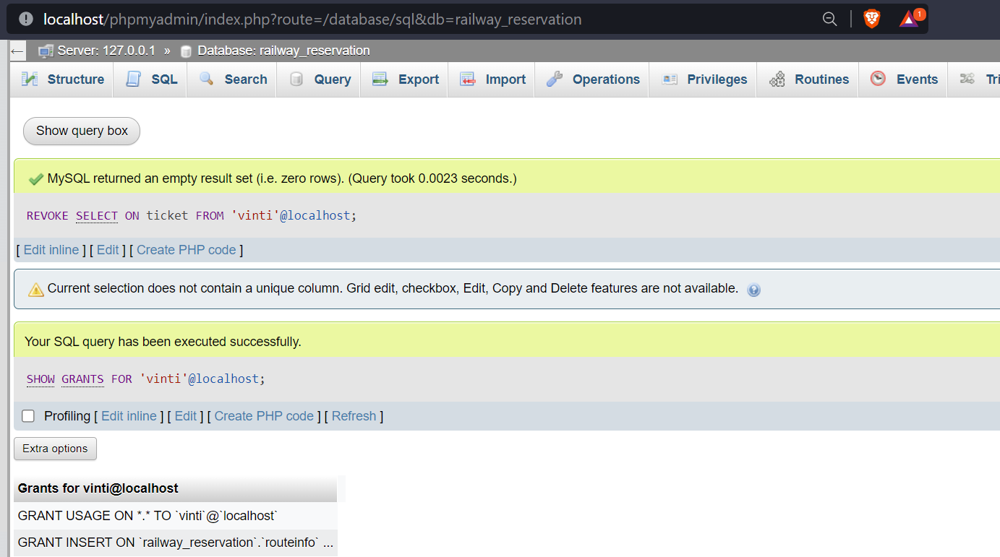 localhost/phpmyadmin/index.php?route=/database/sql&db=railway_reservation
1
← Server: 127.0.0.1 » Database: railway_reservation
Structure SQL Search Query Export Import Operations Privileges Routines Events Tri
Show query box
MySQL returned an empty result set (i.e. zero rows). (Query took 0.0023 seconds.)
REVOKE SELECT ON ticket FROM 'vinti'@localhost;
[ Edit inline ] [ Edit ] [ Create PHP code ]
Current selection does not contain a unique column. Grid edit, checkbox, Edit, Copy and Delete features are not available.
Your SQL query has been executed successfully.
SHOW GRANTS FOR 'vinti'@localhost;
Profiling [ Edit inline ] [ Edit ] [ Create PHP code ] [ Refresh ]
Extra options
Grants for vinti@localhost
GRANT USAGE ON *.* TO `vinti`@`localhost`
GRANT INSERT ON `railway_reservation`.`routeinfo` ...